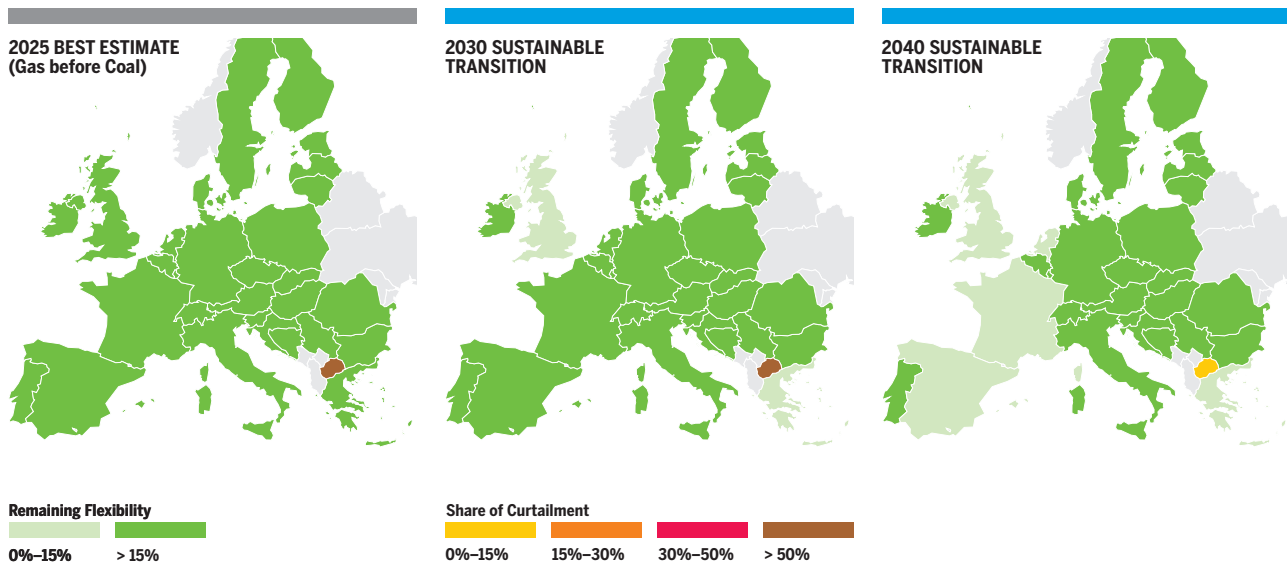 2025 BEST ESTIMATE
(Gas before Coal)
2030 SUSTAINABLE
TRANSITION
2040 SUSTAINABLE
TRANSITION
Remaining Flexibility
0%–15%
> 15%
Share of Curtailment
0%–15%
15%–30%
30%–50%
> 50%